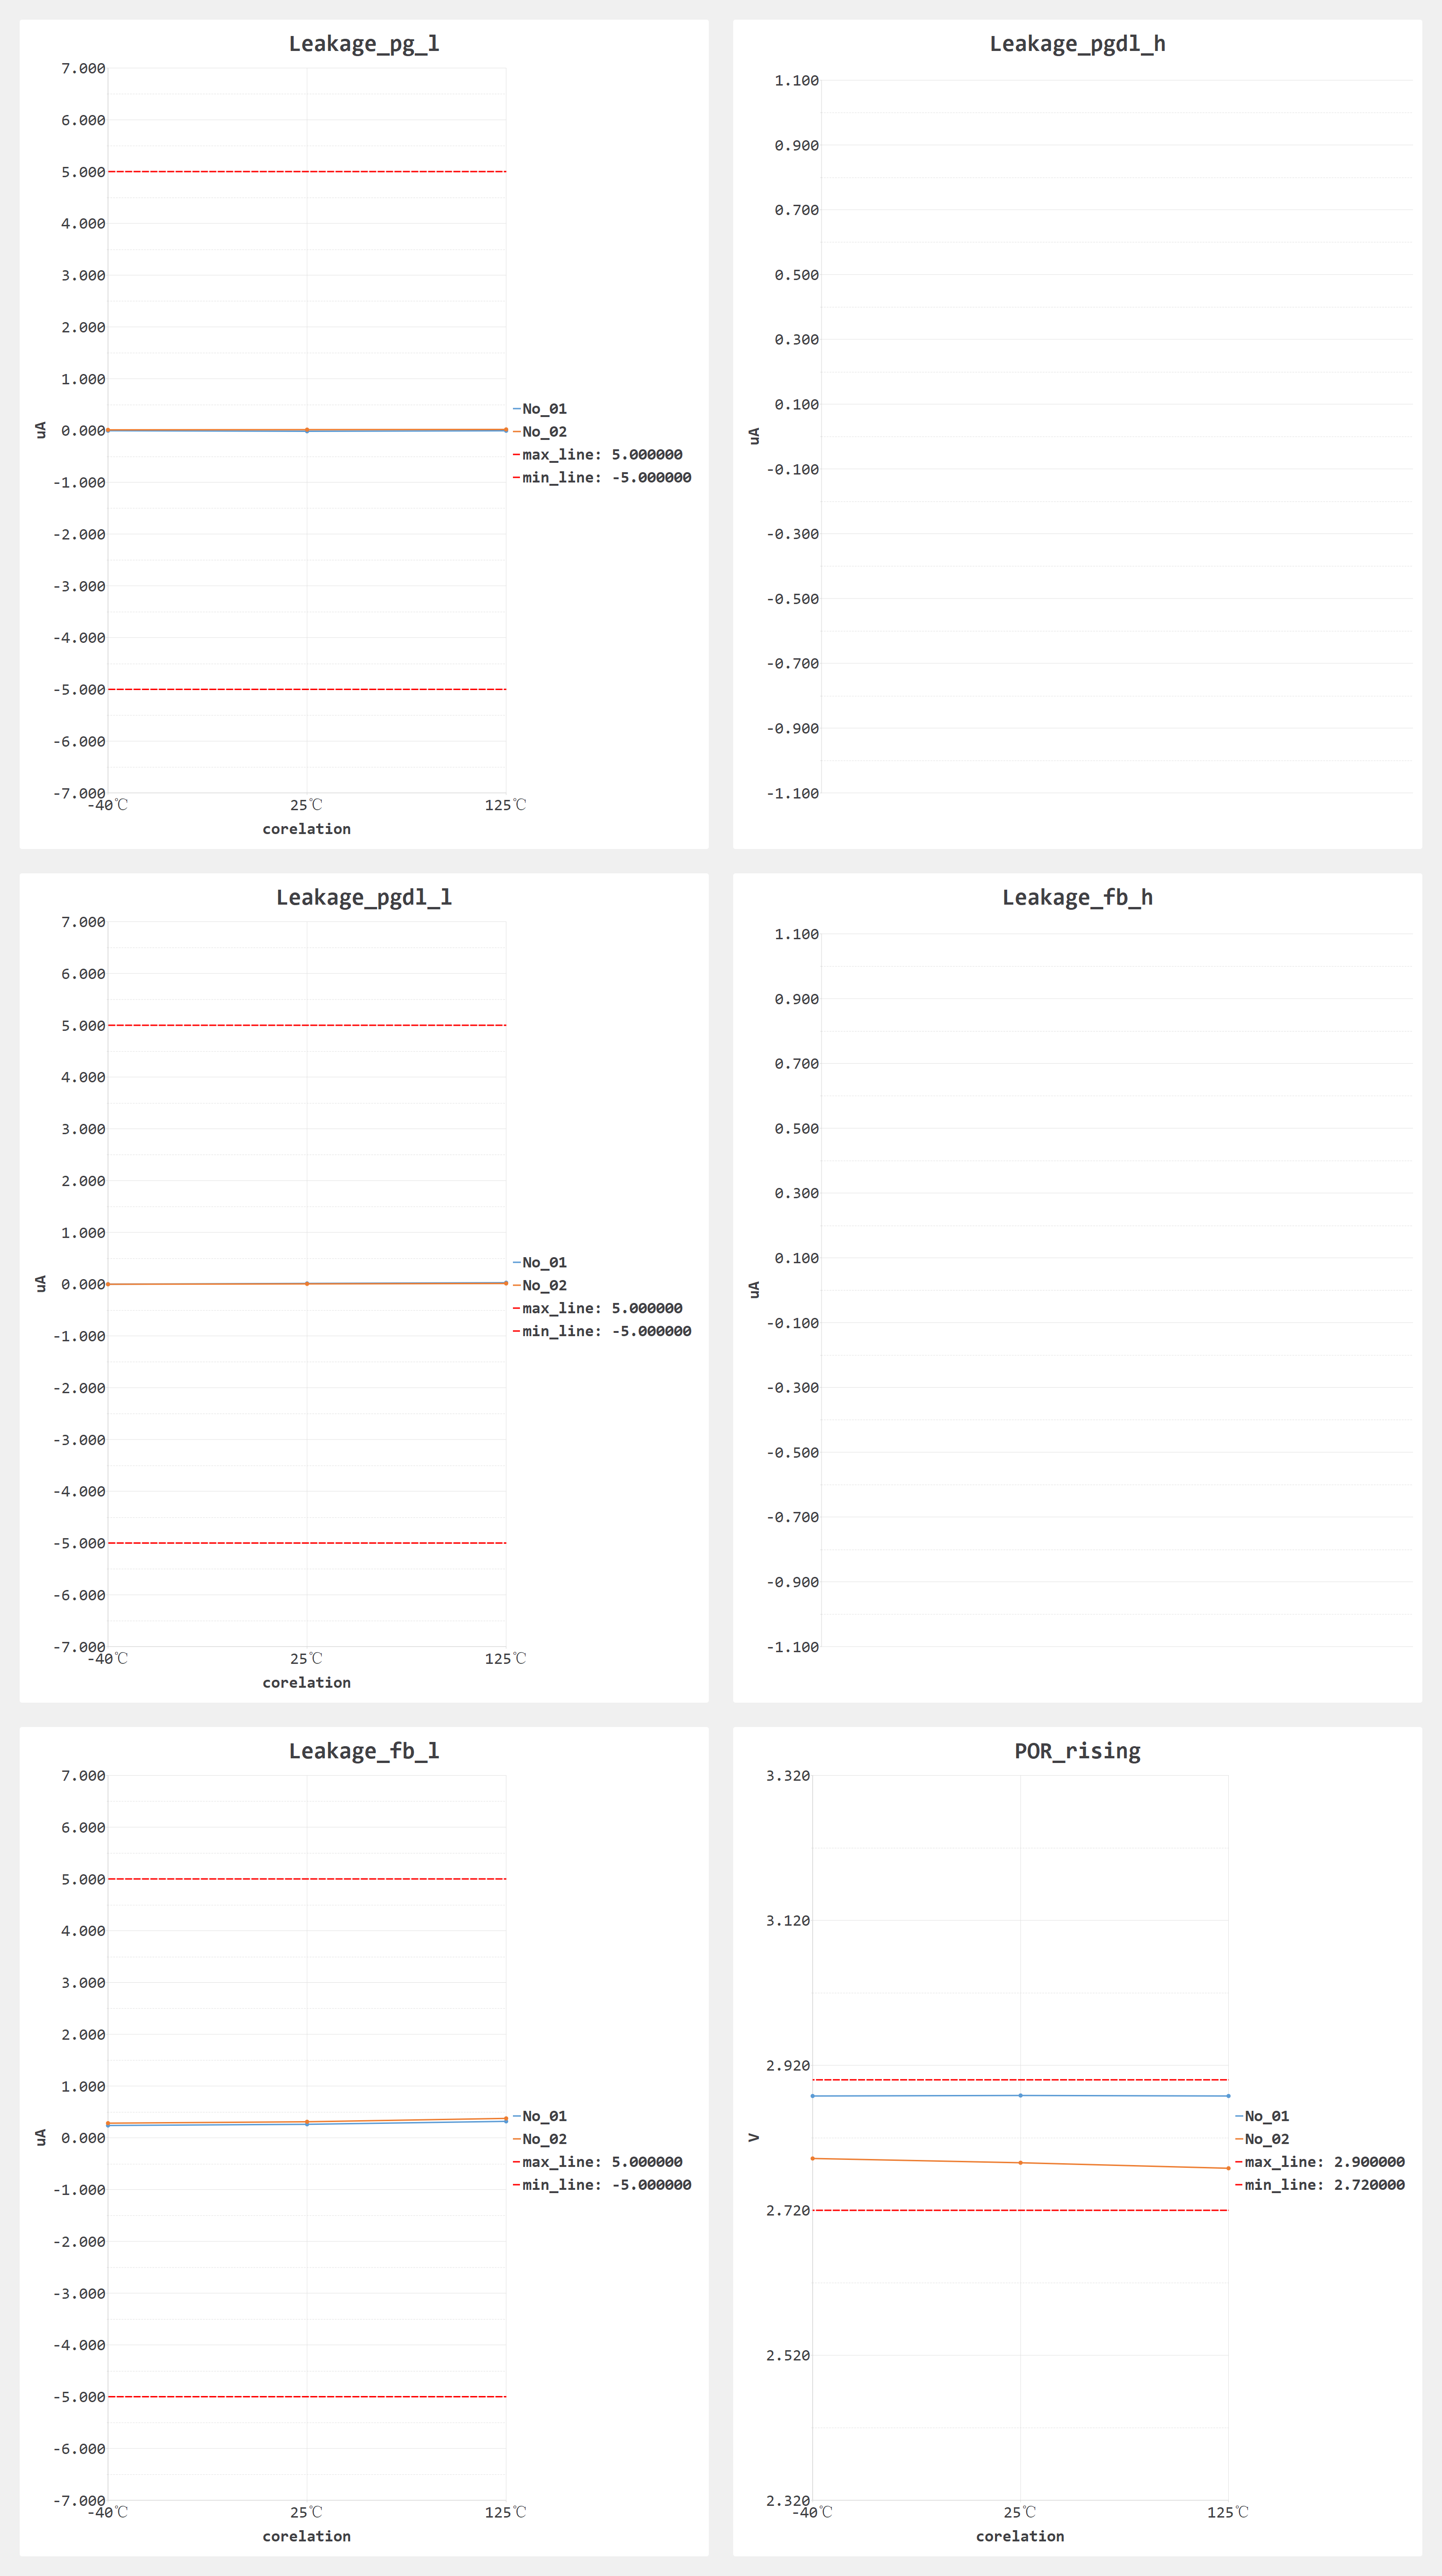 Leakage_pg_l
7.000
6.000
5.000
4.000
3.000
2.000
1.000
0.000
-1.000
-2.000
-3.000
-4.000
-5.000
-6.000
-7.000
uA
-40℃
25℃
125℃
corelation
No_01
No_02
max_line: 5.000000
min_line: -5.000000
Leakage_pgdl_h
1.100
0.900
0.700
0.500
0.300
0.100
-0.100
-0.300
-0.500
-0.700
-0.900
-1.100
uA
Leakage_pgdl_l
7.000
6.000
5.000
4.000
3.000
2.000
1.000
0.000
-1.000
-2.000
-3.000
-4.000
-5.000
-6.000
-7.000
uA
-40℃
25℃
125℃
corelation
No_01
No_02
max_line: 5.000000
min_line: -5.000000
Leakage_fb_h
1.100
0.900
0.700
0.500
0.300
0.100
-0.100
-0.300
-0.500
-0.700
-0.900
-1.100
uA
Leakage_fb_l
7.000
6.000
5.000
4.000
3.000
2.000
1.000
0.000
-1.000
-2.000
-3.000
-4.000
-5.000
-6.000
-7.000
uA
-40℃
25℃
125℃
corelation
No_01
No_02
max_line: 5.000000
min_line: -5.000000
POR_rising
3.320
3.120
2.920
2.720
2.520
2.320
V
-40℃
25℃
125℃
corelation
No_01
No_02
max_line: 2.900000
min_line: 2.720000